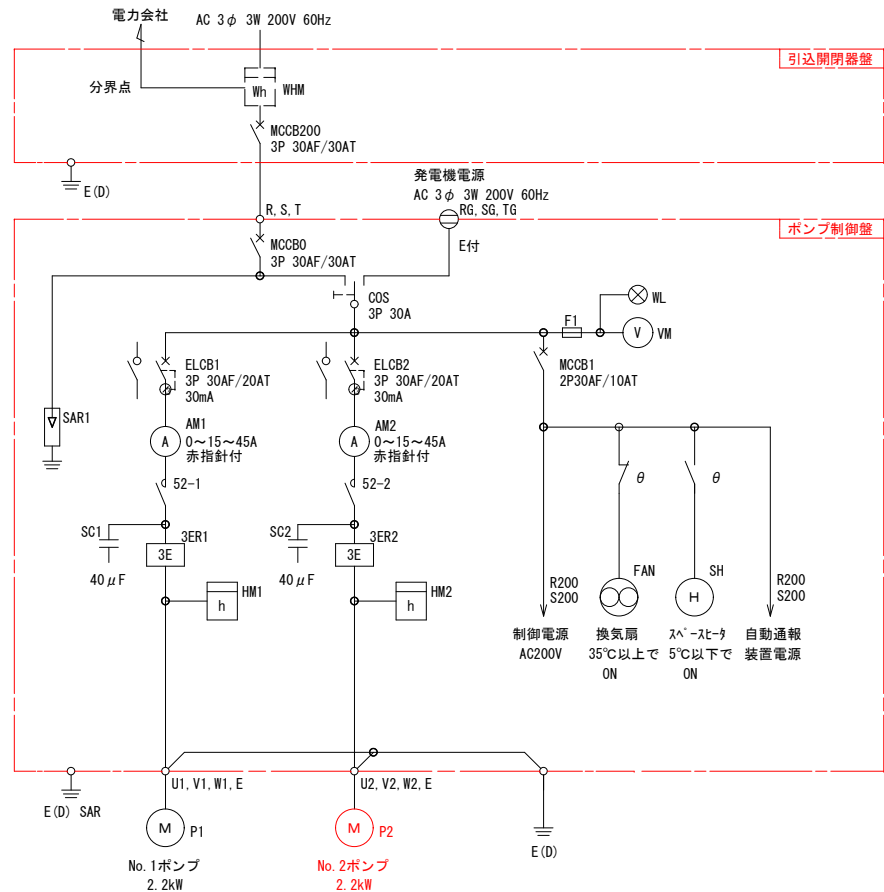 電力会社
AC 3φ 3W 200V 60Hz
引込開閉器盤
分界点
Wh
WHM
MCCB200
3P 30AF/30AT
E(D)
発電機電源
AC 3φ 3W 200V 60Hz
R,S,T
RG,SG,TG
ポンプ制御盤
MCCB0
3P 30AF/30AT
E付
COS
3P 30A
WL
F1
V
VM
ELCB1
3P 30AF/20AT
30mA
ELCB2
3P 30AF/20AT
30mA
MCCB1
2P30AF/10AT
SAR1
A
AM1
0～15～45A
赤指針付
A
AM2
0～15～45A
赤指針付
52-1
52-2
θ
θ
SC1
40μF
3ER1
3E
SC2
40μF
3ER2
3E
HM1
h
HM2
h
R200
S200
FAN
SH
H
R200
S200
制御電源
AC200V
換気扇
35℃以上で
ON
ｽﾍﾟｰｽﾋｰﾀ
5℃以下で
ON
自動通報
装置電源
U1,V1,W1,E
U2,V2,W2,E
E(D) SAR
M
P1
M
P2
E(D)
No.1ポンプ
2.2kW
No.2ポンプ
2.2kW